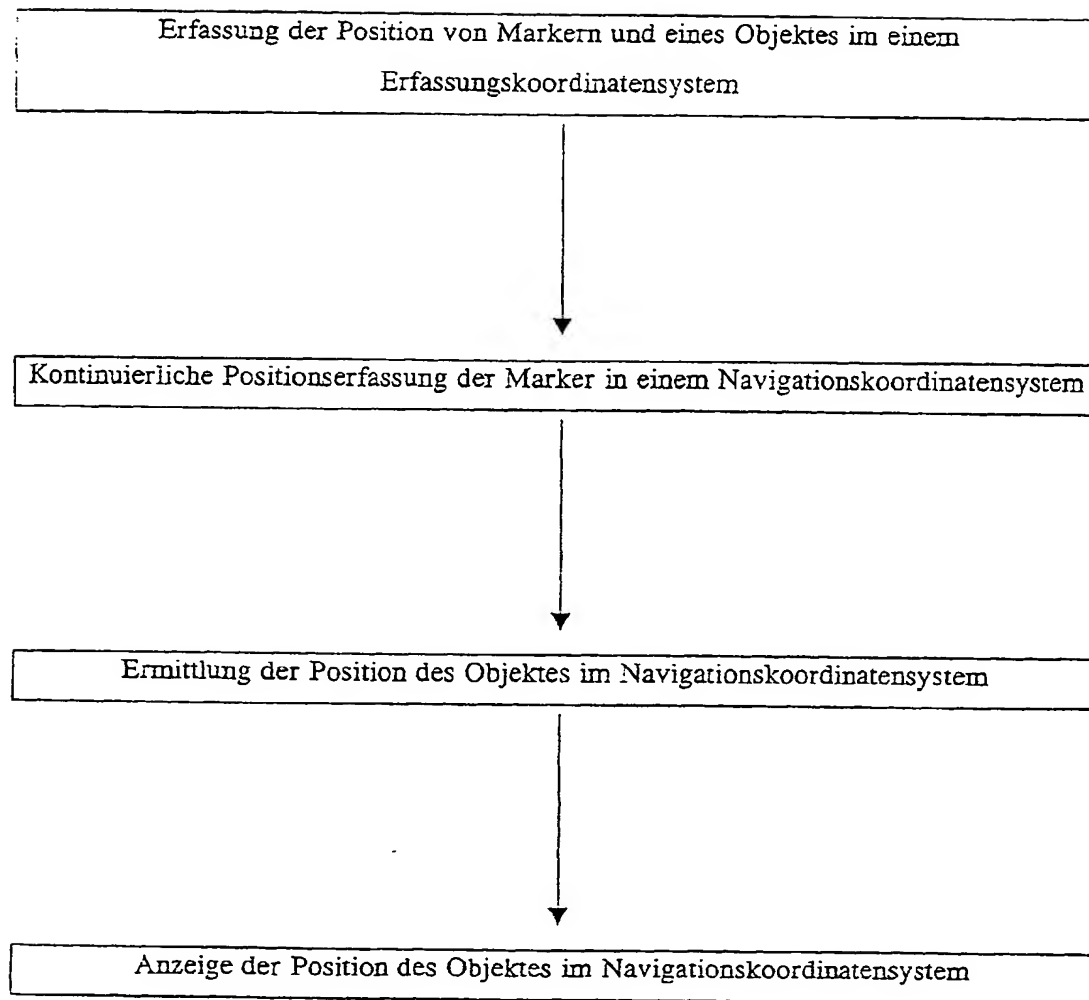 Erfassung der Position von Markern und eines Objektes im einem
Erfassungskoordinatensystem
Kontinuierliche Positionserfassung der Marker in einem Navigationskoordinatensystem
Ermittlung der Position des Objektes im Navigationskoordinatensystem
Anzeige der Position des Objektes im Navigationskoordinatensystem